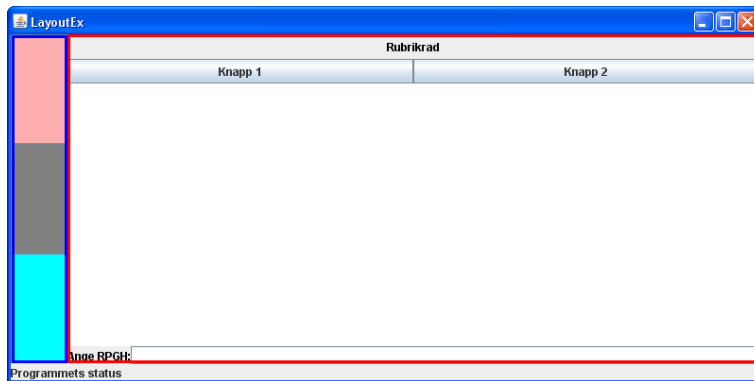 LayoutEx
Rubrikrad
Knapp 1 Knapp 2
Ange RPGH:
Programmets status